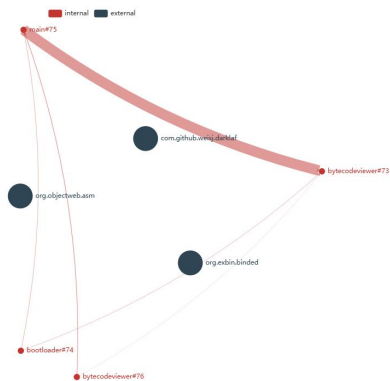 internal
external
main#75
com.github.weisj.darklaf
bytecodeviewer#73
org.objectweb.asm
org.exbin.binded
bootloader#74
bytecodeviewer#76